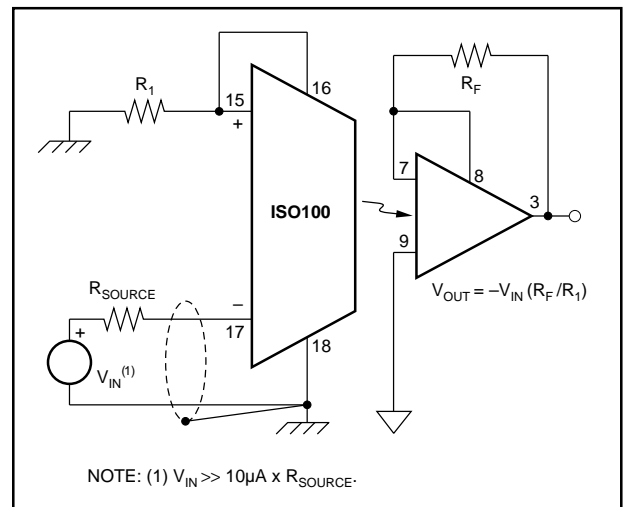 R1
15
16
+
ISO100
RF
7
8
3
9
VOUT = –VIN (RF /R1)
RSOURCE
–
17
18
+
VIN(1)
NOTE: (1) VIN >> 10µA x RSOURCE.